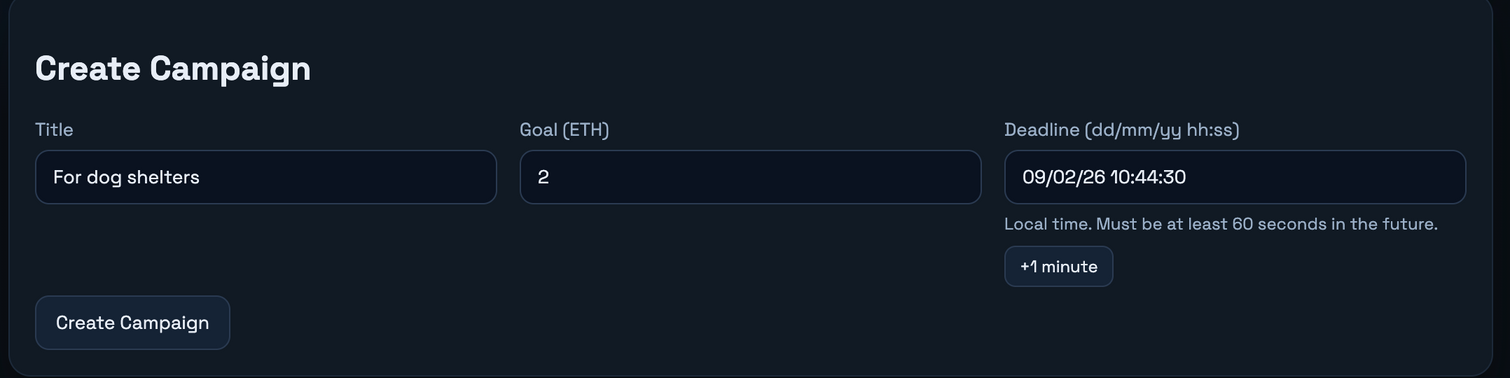 Create Campaign
Title
Goal (ETH)
Deadline (dd/mm/yy hh:ss)
For dog shelters
2
09/02/26 10:44:30
Local time. Must be at least 60 seconds in the future.
+1 minute
Create Campaign